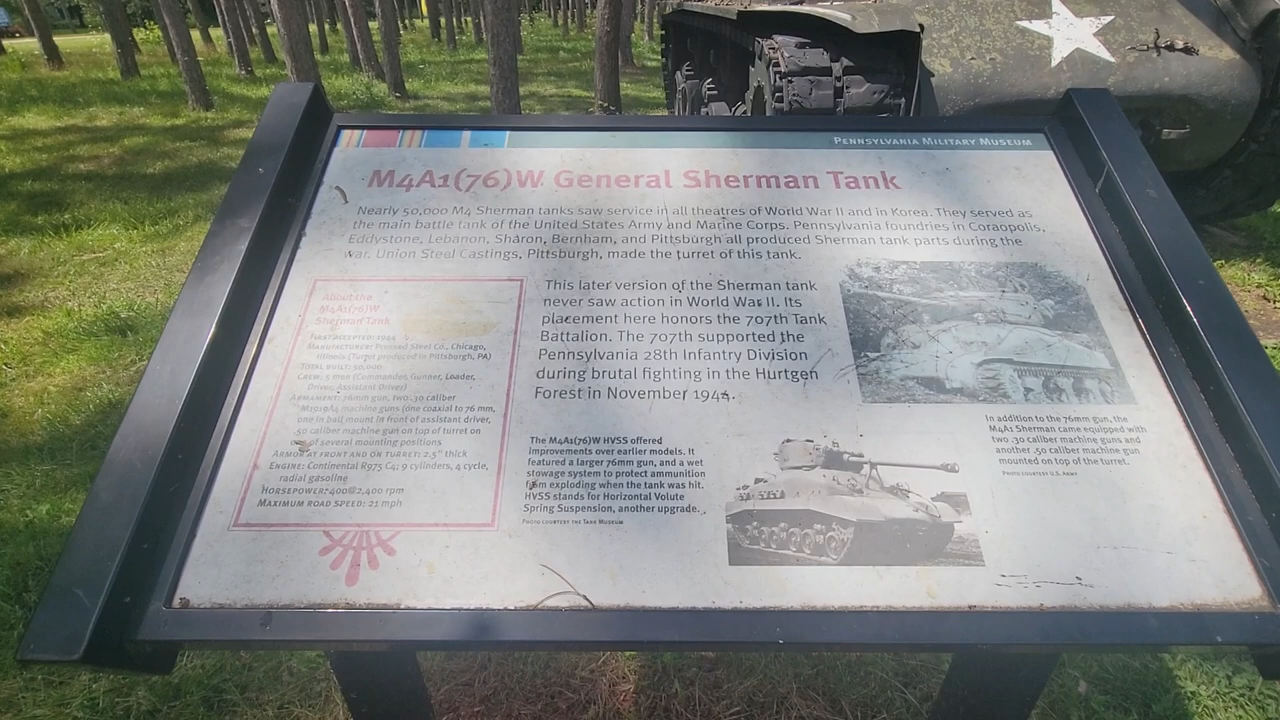 PENNSYLVANIA MILITARY MUSEUM
M4A1(76)W General Sherman Tank
Nearly 50,000 M4 Sherman tanks saw service in all theatres of World War II and in Korea. They served as
the main battle tank of the United States Army and Marine Corps. Pennsylvania foundries in Coraopolis,
Eddystone, Lebanon, Sharon, Bernham, and Pittsburgh all produced Sherman tank parts during the
war. Union Steel Castings, Pittsburgh, made the turret of this tank.
About the
M4A1(76)W
Sherman Tank
FIRST ACCEPTED: 1944
MANUFACTURER: Pressed Steel Co., Chicago,
Illinois (Turret produced in Pittsburgh, PA)
TOTAL BUILT: 50,000
CREW: 5 men (Commander, Gunner, Loader,
Driver, Assistant Driver)
ARMAMENT: 76mm gun, two .30 caliber
M1919A4 machine guns (one coaxial to 76 mm,
one in ball mount in front of assistant driver,
.50 caliber machine gun on top of turret on
one of several mounting positions
ARMOR AT FRONT AND ON TURRET: 2.5" thick
ENGINE: Continental R975 C4; 9 cylinders, 4 cycle,
radial gasoline
HORSEPOWER: 400@2,400 rpm
MAXIMUM ROAD SPEED: 21 mph
This later version of the Sherman tank
never saw action in World War II. Its
placement here honors the 707th Tank
Battalion. The 707th supported the
Pennsylvania 28th Infantry Division
during brutal fighting in the Hurtgen
Forest in November 1944.
The M4A1(76)W HVSS offered
improvements over earlier models. It
featured a larger 76mm gun, and a wet
stowage system to protect ammunition
from exploding when the tank was hit.
HVSS stands for Horizontal Volute
Spring Suspension, another upgrade.
PHOTO COURTESY THE TANK MUSEUM
In addition to the 76mm gun, the
M4A1 Sherman came equipped with
two .30 caliber machine guns and
another .50 caliber machine gun
mounted on top of the turret.
PHOTO COURTESY U.S. ARMY